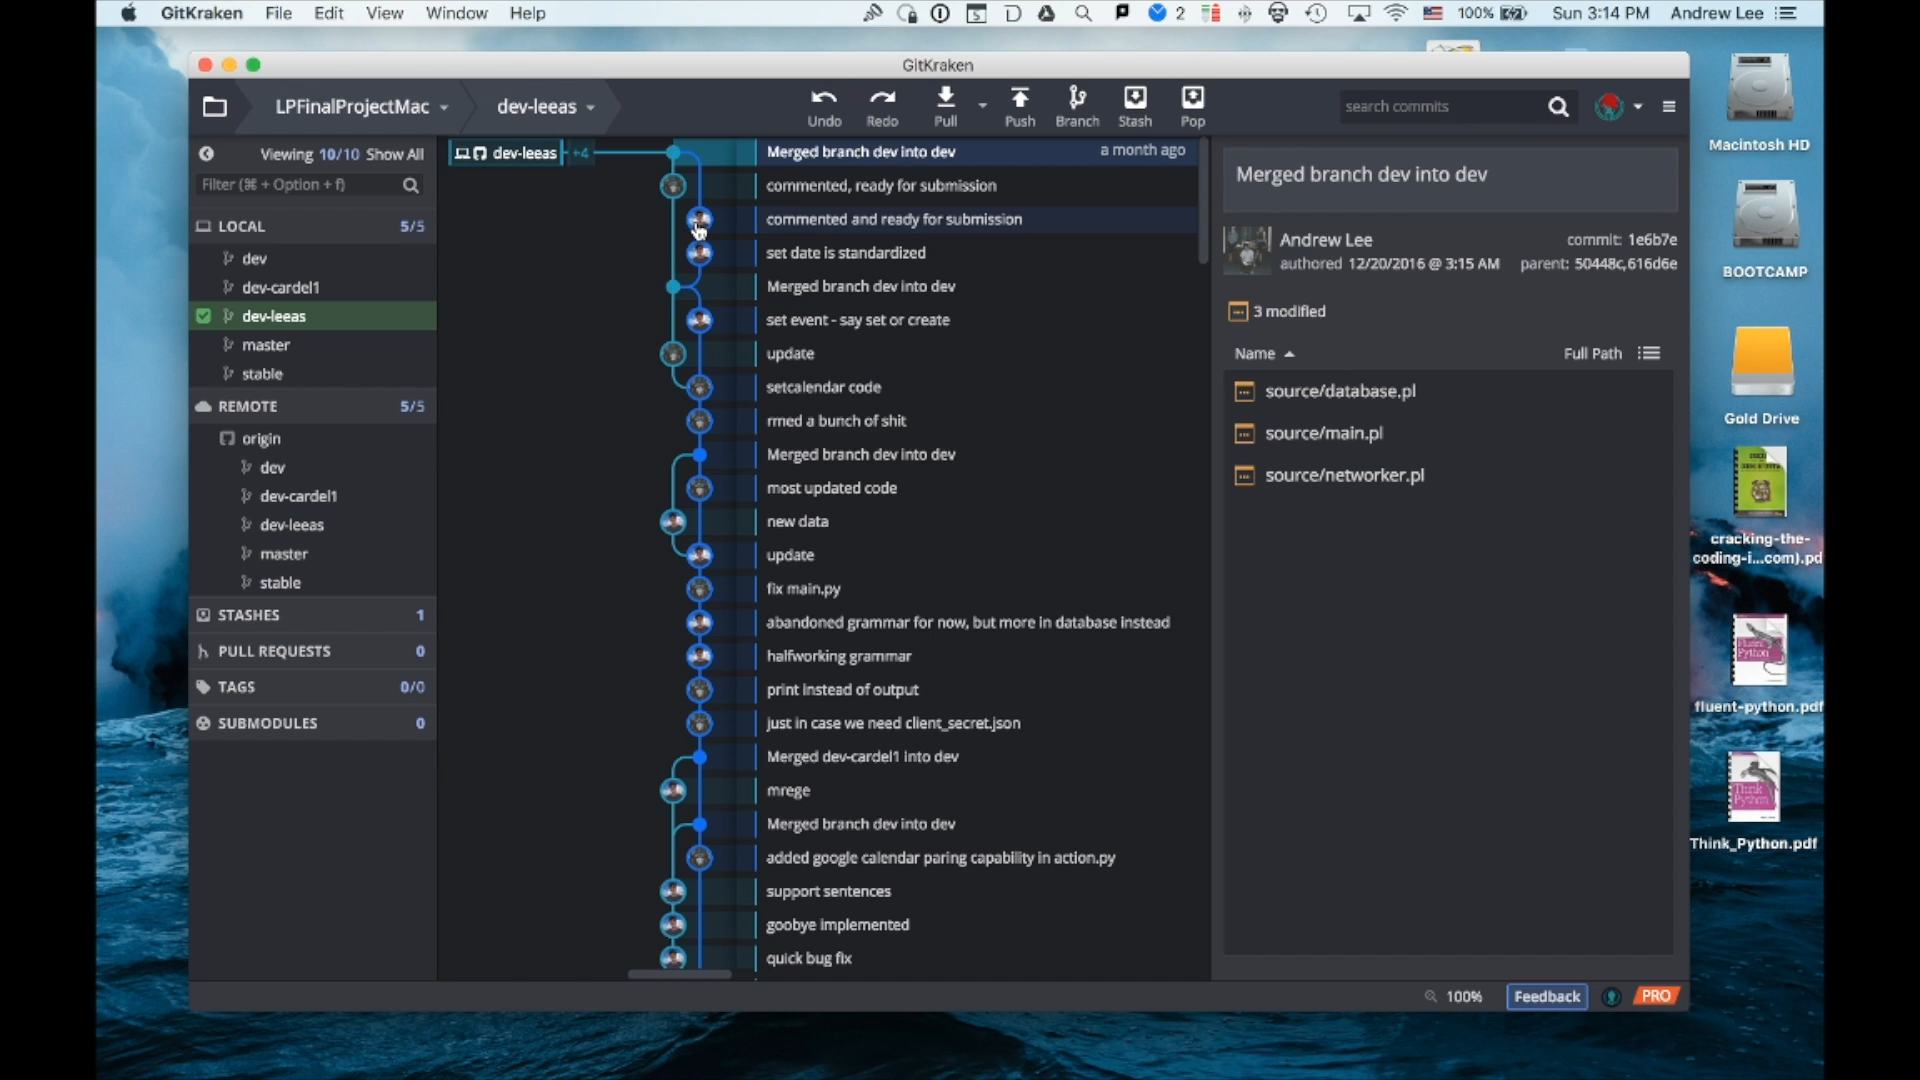 GitKraken File Edit View Window Help
2 100% Sun 3:14 PM Andrew Lee
GitKraken
LPFinalProjectMac dev-leeas
Undo Redo Pull Push Branch Stash Pop
search commits
Viewing 10/10 Show All
Filter (⌘ + Option + f)
LOCAL 5/5
dev
dev-cardel1
dev-leeas
master
stable
REMOTE 5/5
origin
dev
dev-cardel1
dev-leeas
master
stable
STASHES 1
PULL REQUESTS 0
TAGS 0/0
SUBMODULES 0
dev-leeas +4
Merged branch dev into dev a month ago
commented, ready for submission
commented and ready for submission
set date is standardized
Merged branch dev into dev
set event - say set or create
update
setcalendar code
rmed a bunch of shit
Merged branch dev into dev
most updated code
new data
update
fix main.py
abandoned grammar for now, but more in database instead
halfworking grammar
print instead of output
just in case we need client_secret.json
Merged dev-cardel1 into dev
mrege
Merged branch dev into dev
added google calendar paring capability in action.py
support sentences
goobye implemented
quick bug fix
Merged branch dev into dev
Andrew Lee commit: 1e6b7e
authored 12/20/2016 @ 3:15 AM parent: 50448c,616d6e
3 modified
Name Full Path
source/database.pl
source/main.pl
source/networker.pl
100% Feedback PRO
Macintosh HD
BOOTCAMP
Gold Drive
cracking-the-
coding-i...com).pd
Fluent
Python
fluent-python.pdf
Think
Python
Think_Python.pdf